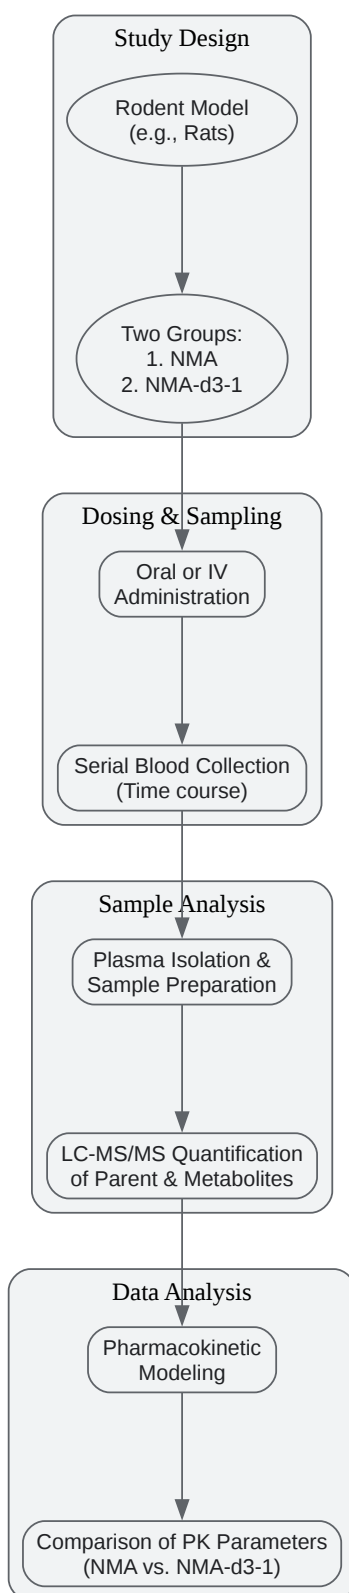 Study Design
Rodent Model
(e.g., Rats)
Two Groups:
1. NMA
2. NMA-d3-1
Dosing & Sampling
Oral or IV
Administration
Serial Blood Collection
(Time course)
Sample Analysis
Plasma Isolation &
Sample Preparation
LC-MS/MS Quantification
of Parent & Metabolites
Data Analysis
Pharmacokinetic
Modeling
Comparison of PK Parameters
(NMA vs. NMA-d3-1)